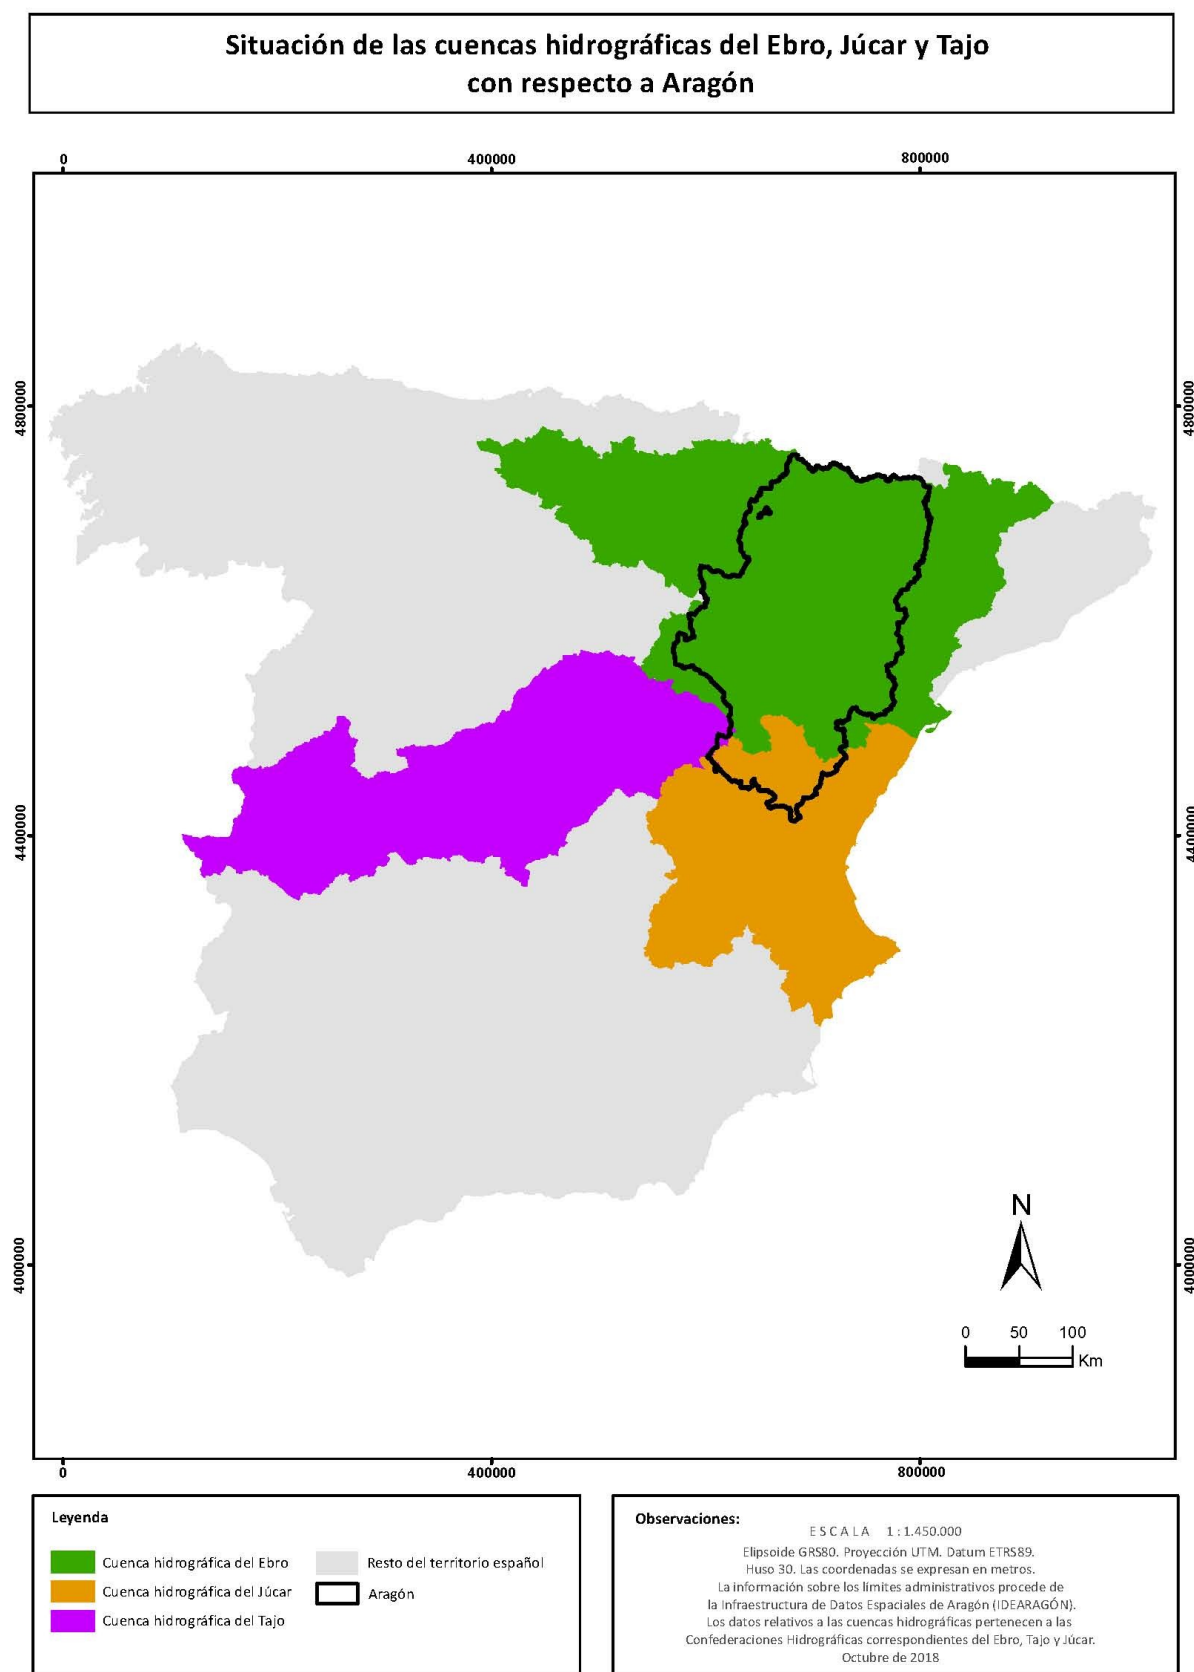 Situación de las cuencas hidrográficas del Ebro, Júcar y Tajo
con respecto a Aragón
0 400000 800000
4800000 4800000
4400000 4400000
4000000 4000000
N
0 50 100
Km
0 400000 800000
Leyenda
Cuenca hidrográfica del Ebro
Cuenca hidrográfica del Júcar
Cuenca hidrográfica del Tajo
Resto del territorio español
Aragón
Observaciones:
ESCALA 1 : 1.450.000
Elipsoide GRS80. Proyección UTM. Datum ETRS89.
Huso 30. Las coordenadas se expresan en metros.
La información sobre los límites administrativos procede de
la Infraestructura de Datos Espaciales de Aragón (IDEARAGÓN).
Los datos relativos a las cuencas hidrográficas pertenecen a las
Confederaciones Hidrográficas correspondientes del Ebro, Tajo y Júcar.
Octubre de 2018